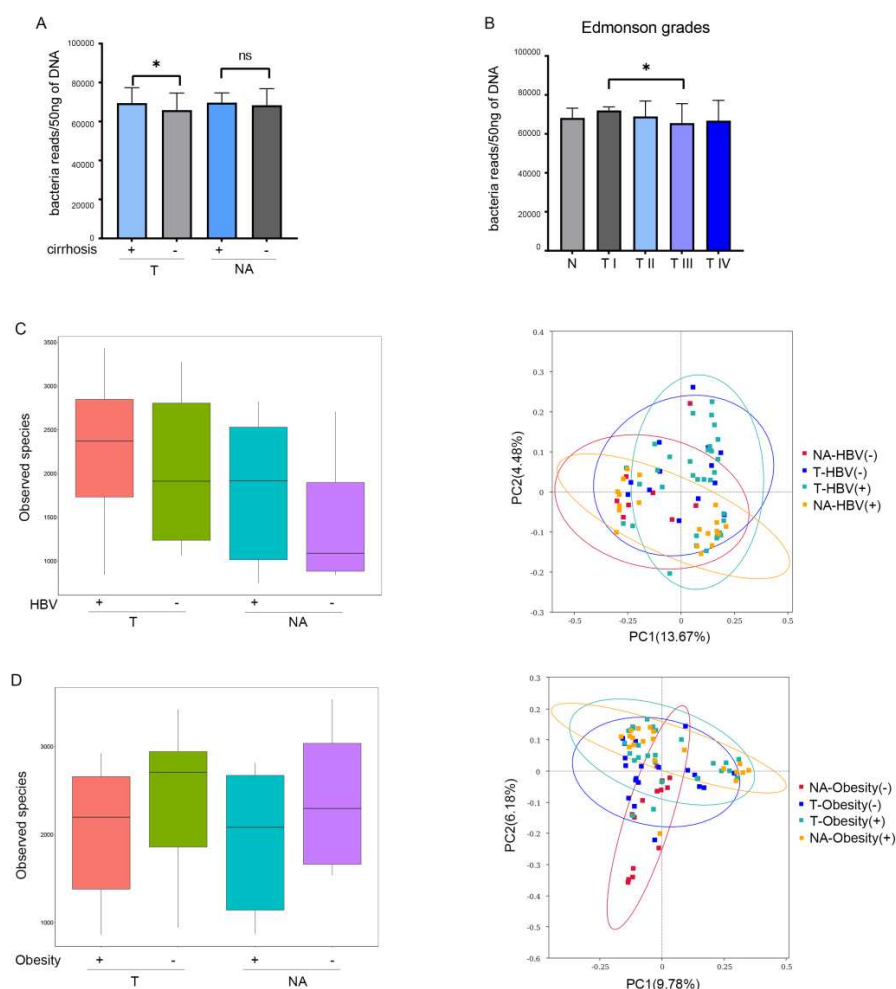 A
bacteria reads/50ng of DNA
100000
80000
60000
40000
20000
0
*
ns
cirrhosis + - + -
T NA
B
Edmonson grades
bacteria reads/50ng of DNA
100000
80000
60000
40000
20000
0
*
N T I T II T III T IV
C
Observed species
3500
3000
2500
2000
1500
1000
HBV + - + -
T NA
PC2(4.48%)
0.4
0.3
0.2
0.1
0
-0.1
-0.2
-0.3
-0.5 -0.25 0 0.25 0.5
PC1(13.67%)
NA-HBV(-)
T-HBV(-)
T-HBV(+)
NA-HBV(+)
D
Observed species
3000
2000
1000
Obesity + - + -
T NA
PC2(6.18%)
0.4
0.3
0.2
0.1
0
-0.1
-0.2
-0.3
-0.4
-0.5
-0.6
-0.5 -0.25 0 0.25 0.5
PC1(9.78%)
NA-Obesity(-)
T-Obesity(-)
T-Obesity(+)
NA-Obesity(+)